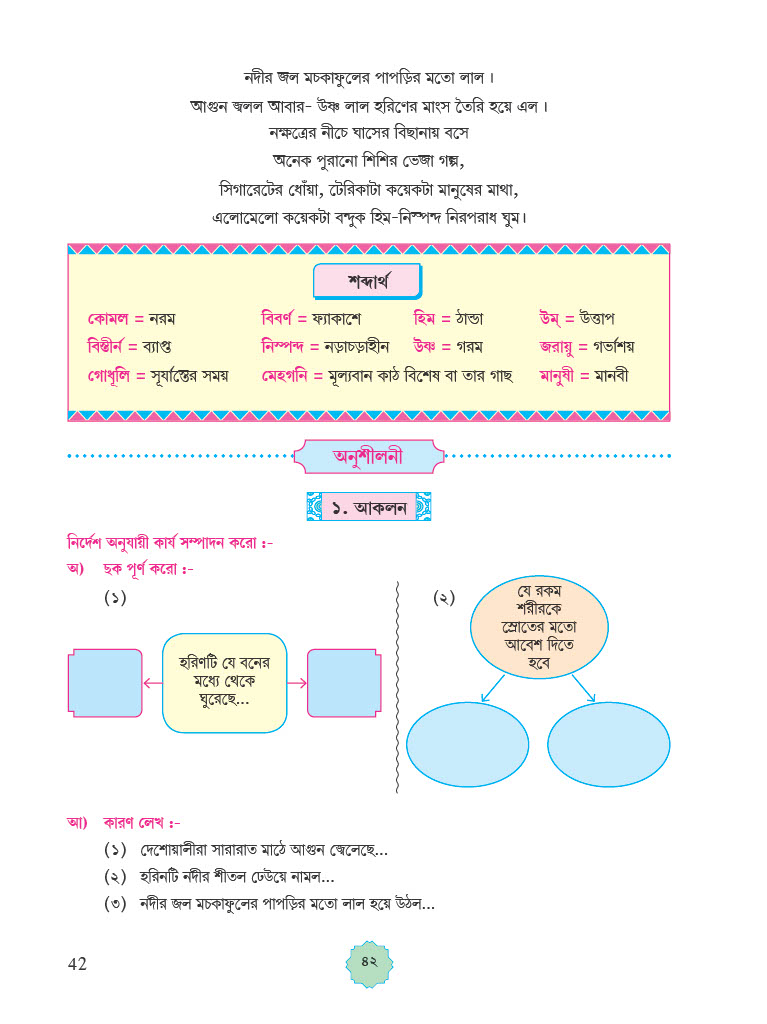 নদীর জল মচকাফুলের পাপড়ির মতো লাল ।
আগুন জ্বলল আবার- উষ্ণ লাল হরিণের মাংস তৈরি হয়ে এল ।
নক্ষত্রের নীচে ঘাসের বিছানায় বসে
অনেক পুরানো শিশির ভেজা গল্প,
সিগারেটের ধোঁয়া, টেরিকাটা কয়েকটা মানুষের মাথা,
এলোমেলো কয়েকটা বন্দুক হিম-নিস্পন্দ নিরপরাধ ঘুম।
শব্দার্থ
কোমল = নরম বিবর্ণ = ফ্যাকাশে হিম = ঠান্ডা উম্ = উত্তাপ
বিস্তীর্ন = ব্যাপ্ত নিস্পন্দ = নড়াচড়াহীন উষ্ণ = গরম জরায়ু = গর্ভাশয়
গোধূলি = সূর্যাস্তের সময় মেহগনি = মূল্যবান কাঠ বিশেষ বা তার গাছ মানুষী = মানবী
অনুশীলনী
১. আকলন
নির্দেশ অনুযায়ী কার্য সম্পাদন করো :-
অ) ছক পূর্ণ করো :-
(১)
হরিণটি যে বনের
মধ্যে থেকে
ঘুরেছে...
(২)
যে রকম
শরীরকে
স্রোতের মতো
আবেশ দিতে
হবে
আ) কারণ লেখ :-
(১) দেশোয়ালীরা সারারাত মাঠে আগুন জ্বেলেছে...
(২) হরিনটি নদীর শীতল ঢেউয়ে নামল...
(৩) নদীর জল মচকাফুলের পাপড়ির মতো লাল হয়ে উঠল...
42
৪২